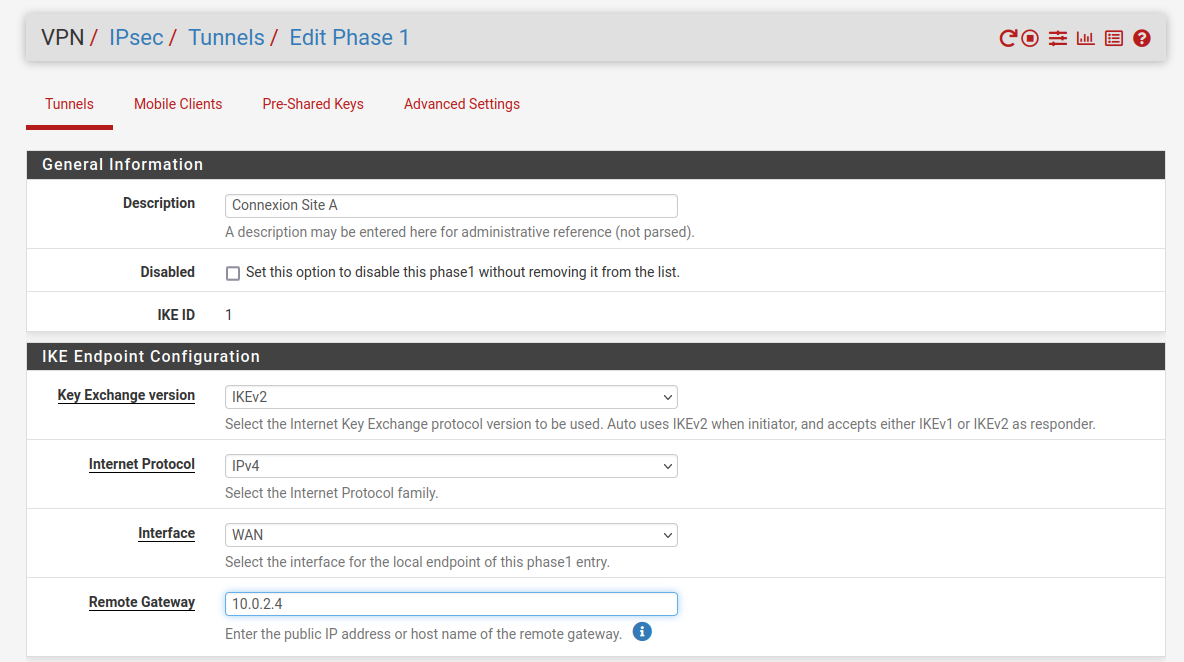 VPN / IPsec / Tunnels / Edit Phase 1
Tunnels Mobile Clients Pre-Shared Keys Advanced Settings
General Information
Description Connexion Site A
A description may be entered here for administrative reference (not parsed).
Disabled Set this option to disable this phase1 without removing it from the list.
IKE ID 1
IKE Endpoint Configuration
Key Exchange version IKEv2
Select the Internet Key Exchange protocol version to be used. Auto uses IKEv2 when initiator, and accepts either IKEv1 or IKEv2 as responder.
Internet Protocol IPv4
Select the Internet Protocol family.
Interface WAN
Select the interface for the local endpoint of this phase1 entry.
Remote Gateway 10.0.2.4
Enter the public IP address or host name of the remote gateway.